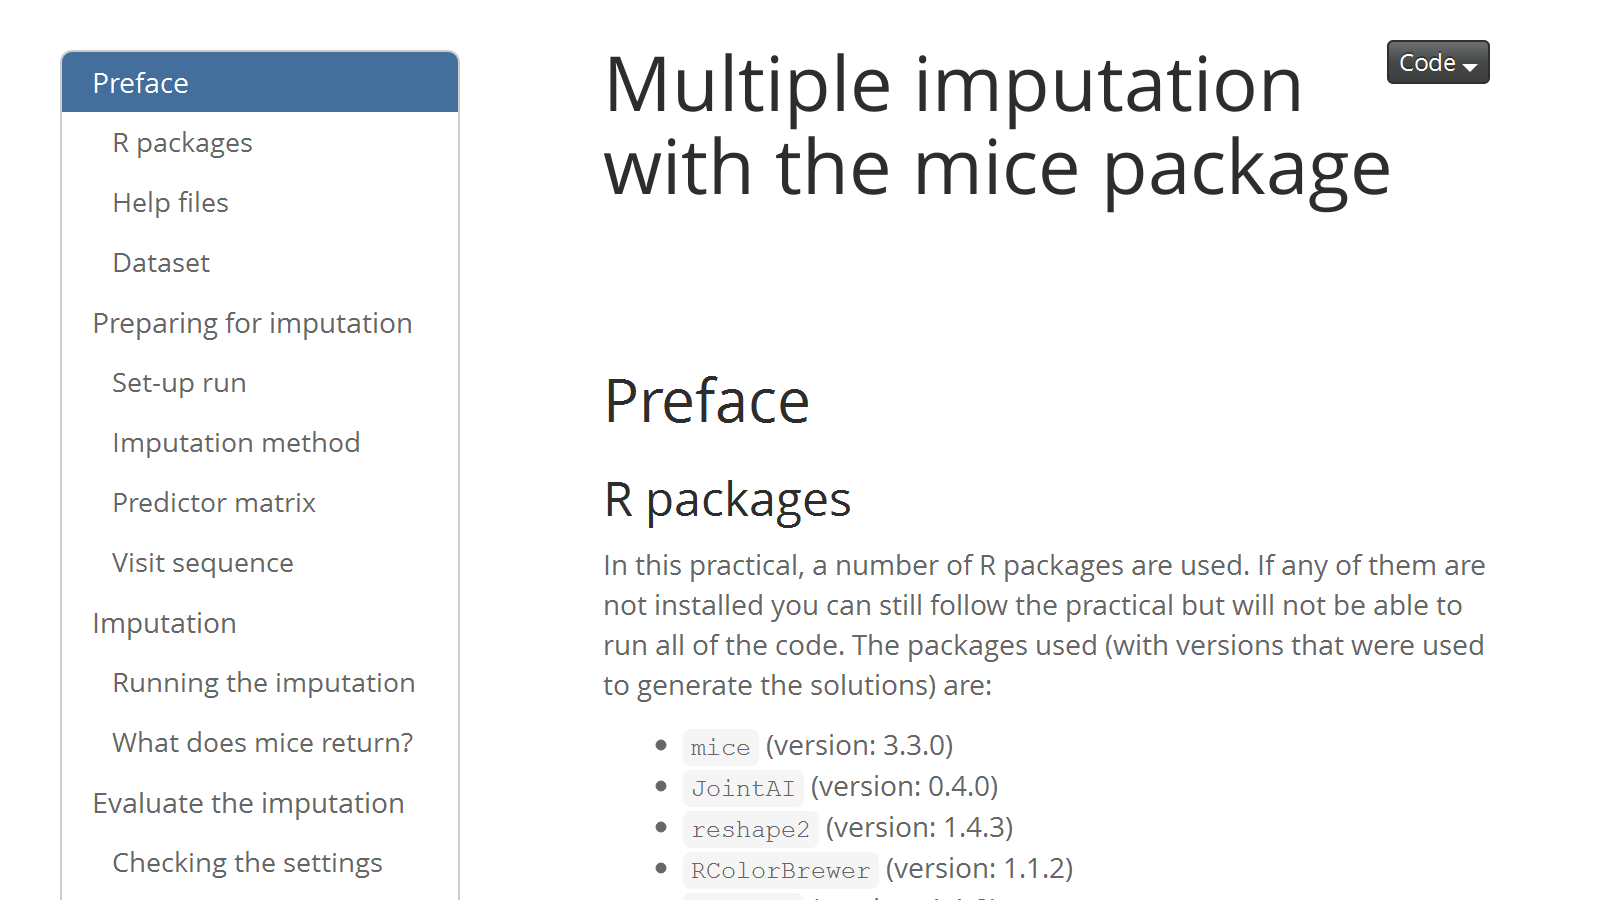 Preface
R packages
Help files
Dataset
Preparing for imputation
Set-up run
Imputation method
Predictor matrix
Visit sequence
Imputation
Running the imputation
What does mice return?
Evaluate the imputation
Checking the settings
Code
Multiple imputation
with the mice package
Preface
R packages
In this practical, a number of R packages are used. If any of them are
not installed you can still follow the practical but will not be able to
run all of the code. The packages used (with versions that were used
to generate the solutions) are:
• mice (version: 3.3.0)
• JointAI (version: 0.4.0)
• reshape2 (version: 1.4.3)
• RColorBrewer (version: 1.1.2)